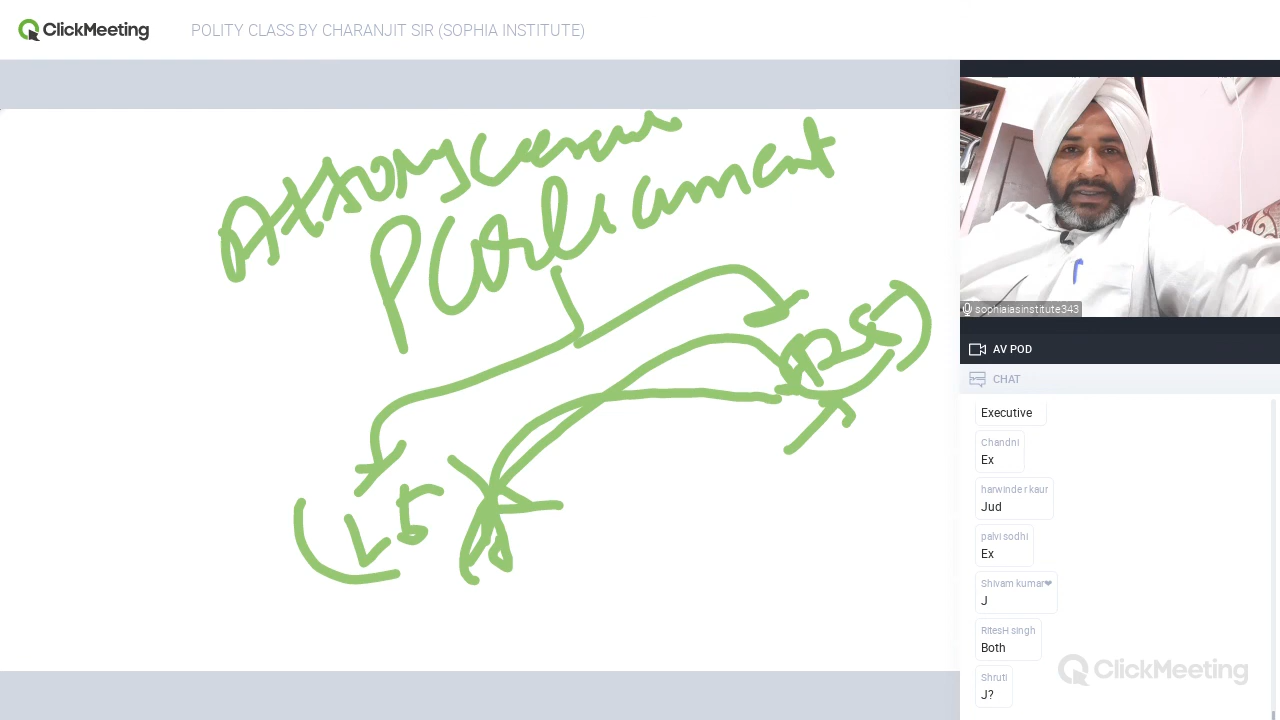 ClickMeeting
POLITY CLASS BY CHARANJIT SIR (SOPHIA INSTITUTE)
Parliament
(RS)
(LS
sophiaiasinstitute343
AV POD
CHAT
Executive
Chandni
Ex
harwinder kaur
Jud
palvi sodhi
Ex
Shivam kumar❤
J
RitesH singh
Both
Shruti
J?
ClickMeeting